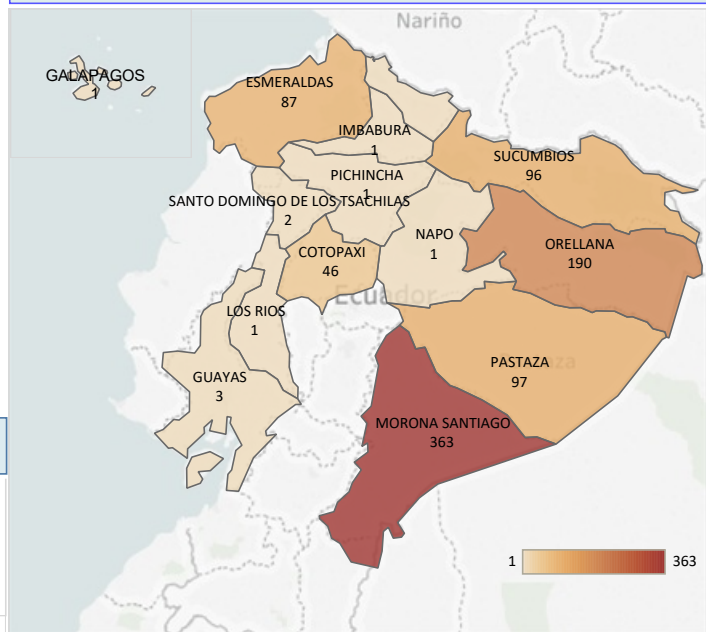 Nariño
GALAPAGOS
1
ESMERALDAS
87
IMBABURA
1
SUCUMBIOS
96
PICHINCHA
1
SANTO DOMINGO DE LOS TSACHILAS
2
NAPO
1
ORELLANA
190
COTOPAXI
46
Ecuador
LOS RIOS
1
PASTAZA
97
GUAYAS
3
MORONA SANTIAGO
363
1
363